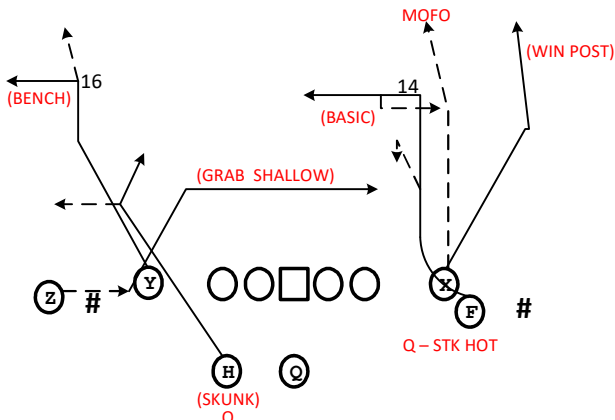 MOFO
(WIN POST)
16
(BENCH)
14
(BASIC)
(GRAB SHALLOW)
Z
#
Y
X
F
#
Q – STK HOT
H
Q
(SKUNK)